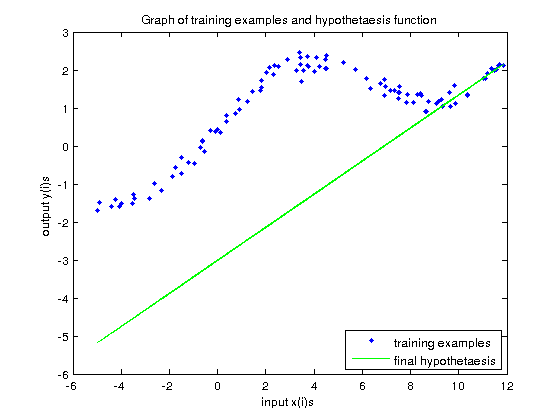 Graph of training examples and hypothetaesis function
3
2
1
0
-1
-2
-3
-4
-5
-6
output y(i)s
-6 -4 -2 0 2 4 6 8 10 12
input x(i)s
training examples
final hypothetaesis